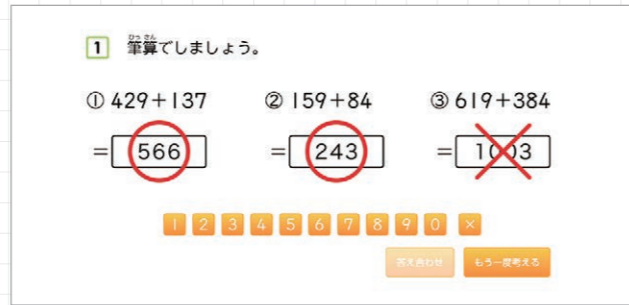 1 筆算でしましょう。
ひっ さん
① 429+137 ② 159+84 ③ 619+384
= 566 = 243 = 1003
1 2 3 4 5 6 7 8 9 0 ×
答え合わせ もう一度考える